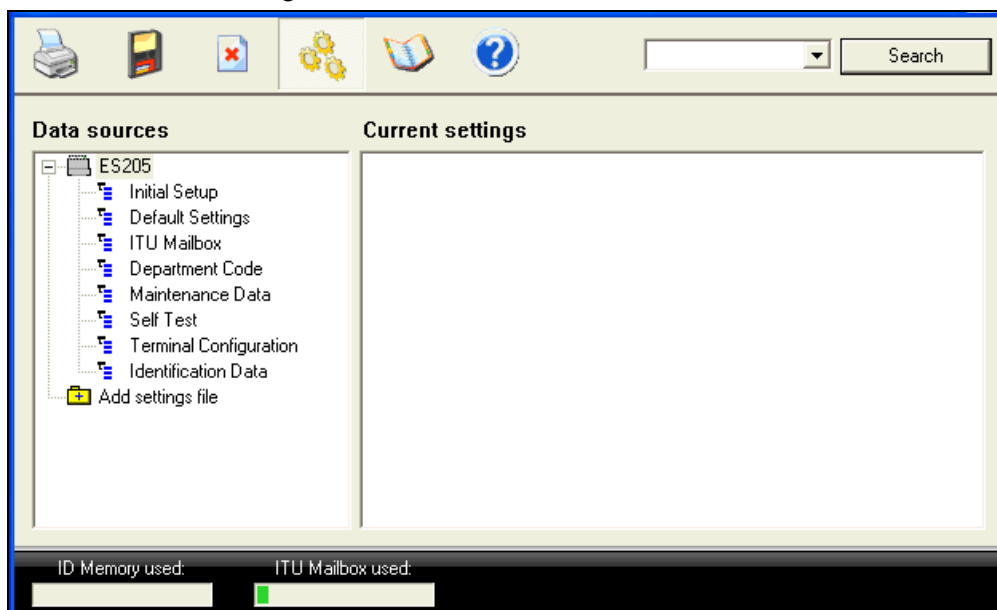 Search
Data sources
Current settings
ES205
Initial Setup
Default Settings
ITU Mailbox
Department Code
Maintenance Data
Self Test
Terminal Configuration
Identification Data
Add settings file
ID Memory used:
ITU Mailbox used: